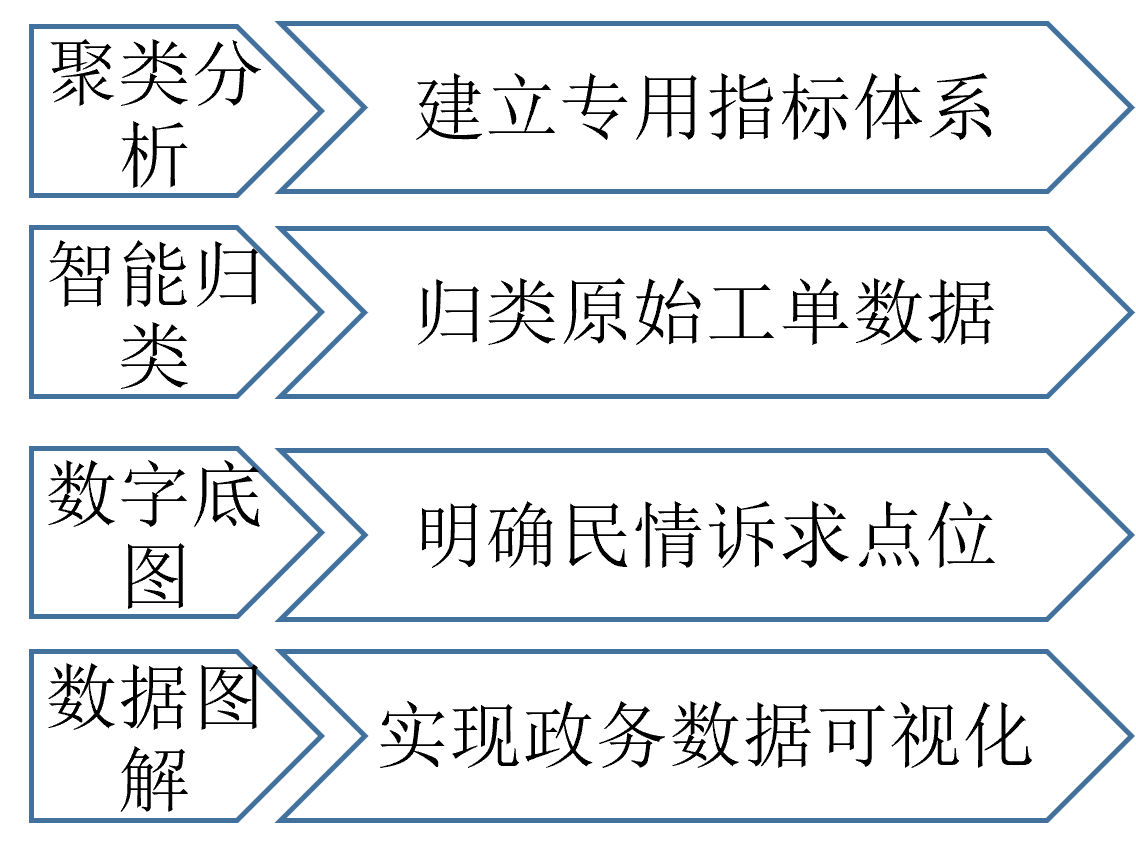 聚类分
析
建立专用指标体系
智能归
类
归类原始工单数据
数字底
图
明确民情诉求点位
数据图
解
实现政务数据可视化